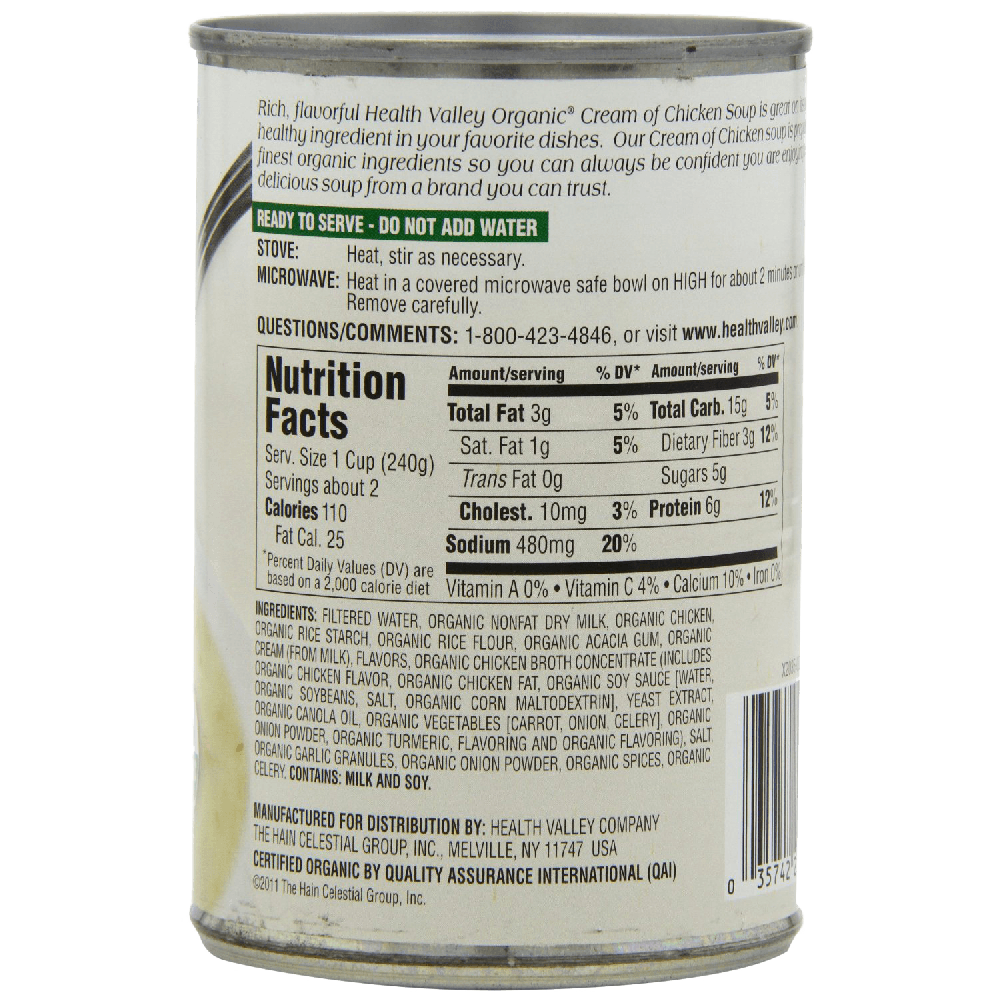 Rich, flavorful Health Valley Organic® Cream of Chicken Soup is great on
healthy ingredient in your favorite dishes. Our Cream of Chicken soup is
finest organic ingredients so you can always be confident you are
delicious soup from a brand you can trust.
READY TO SERVE - DO NOT ADD WATER
STOVE: Heat, stir as necessary.
MICROWAVE: Heat in a covered microwave safe bowl on HIGH for about 2 minutes
Remove carefully.
QUESTIONS/COMMENTS: 1-800-423-4846, or visit www.healthvalley.com
Nutrition
Facts
Serv. Size 1 Cup (240g)
Servings about 2
Calories 110
Fat Cal. 25
*Percent Daily Values (DV) are
based on a 2,000 calorie diet
Amount/serving % DV* Amount/serving % DV*
Total Fat 3g 5% Total Carb. 15g 5%
Sat. Fat 1g 5% Dietary Fiber 3g 12%
Trans Fat 0g Sugars 5g
Cholest. 10mg 3% Protein 6g 12%
Sodium 480mg 20%
Vitamin A 0% • Vitamin C 4% • Calcium 10% • Iron 0%
INGREDIENTS: FILTERED WATER, ORGANIC NONFAT DRY MILK, ORGANIC CHICKEN,
ORGANIC RICE STARCH, ORGANIC RICE FLOUR, ORGANIC ACACIA GUM, ORGANIC
CREAM (FROM MILK), FLAVORS, ORGANIC CHICKEN BROTH CONCENTRATE (INCLUDES
ORGANIC CHICKEN FLAVOR, ORGANIC CHICKEN FAT, ORGANIC SOY SAUCE [WATER,
ORGANIC SOYBEANS, SALT, ORGANIC CORN MALTODEXTRIN], YEAST EXTRACT,
ORGANIC CANOLA OIL, ORGANIC VEGETABLES [CARROT, ONION, CELERY], ORGANIC
ONION POWDER, ORGANIC TURMERIC, FLAVORING AND ORGANIC FLAVORING), SALT,
ORGANIC GARLIC GRANULES, ORGANIC ONION POWDER, ORGANIC SPICES, ORGANIC
CELERY. CONTAINS: MILK AND SOY.
MANUFACTURED FOR DISTRIBUTION BY: HEALTH VALLEY COMPANY
THE HAIN CELESTIAL GROUP, INC., MELVILLE, NY 11747 USA
CERTIFIED ORGANIC BY QUALITY ASSURANCE INTERNATIONAL (QAI)
©2011 The Hain Celestial Group, Inc.
0 35742